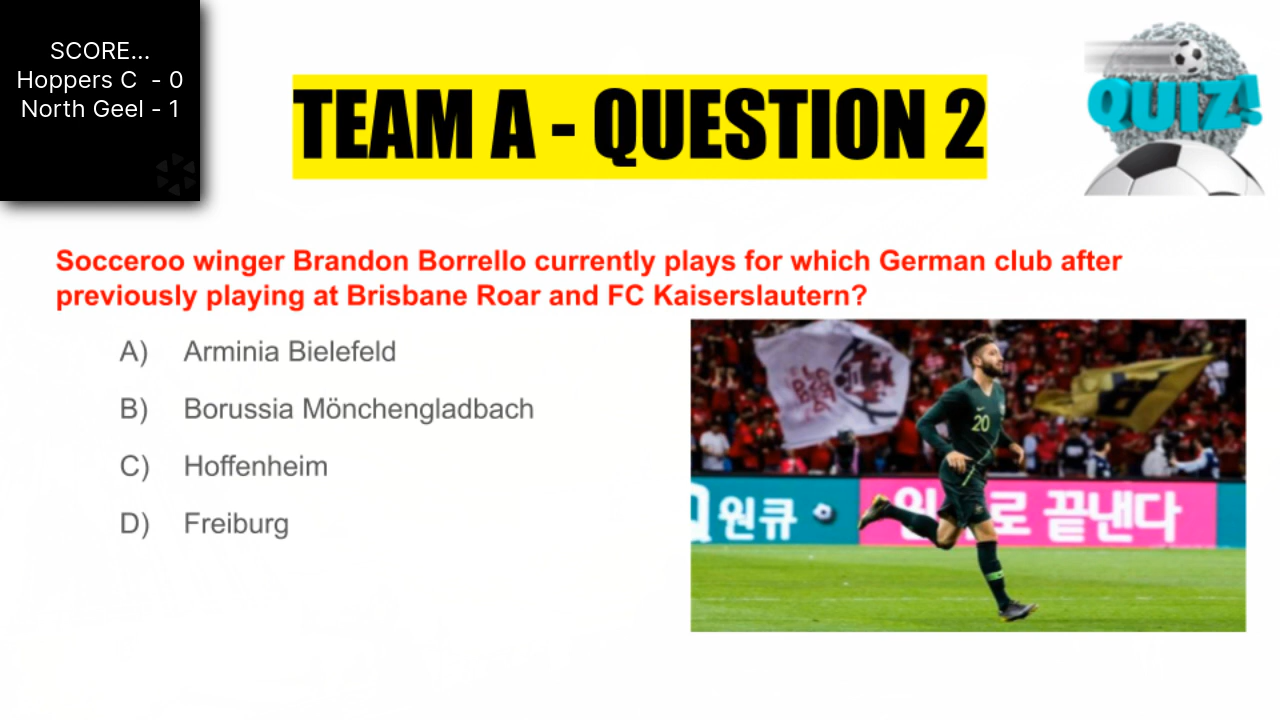 SCORE...
Hoppers C - 0
North Geel - 1
TEAM A - QUESTION 2
QUIZ!
Socceroo winger Brandon Borrello currently plays for which German club after
previously playing at Brisbane Roar and FC Kaiserslautern?
A) Arminia Bielefeld
B) Borussia Mönchengladbach
C) Hoffenheim
D) Freiburg
20
원큐
로 끝낸다